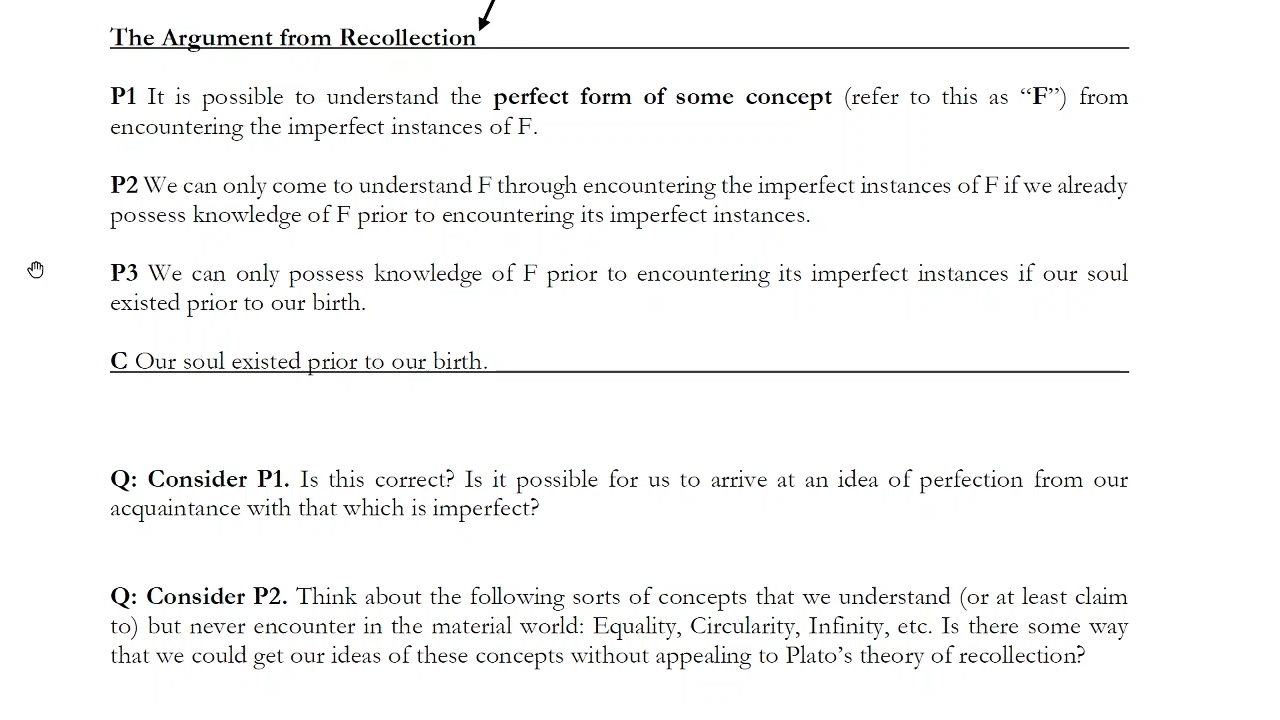 The Argument from Recollection
P1 It is possible to understand the perfect form of some concept (refer to this as “F”) from
encountering the imperfect instances of F.
P2 We can only come to understand F through encountering the imperfect instances of F if we already
possess knowledge of F prior to encountering its imperfect instances.
P3 We can only possess knowledge of F prior to encountering its imperfect instances if our soul
existed prior to our birth.
C Our soul existed prior to our birth.
Q: Consider P1. Is this correct? Is it possible for us to arrive at an idea of perfection from our
acquaintance with that which is imperfect?
Q: Consider P2. Think about the following sorts of concepts that we understand (or at least claim
to) but never encounter in the material world: Equality, Circularity, Infinity, etc. Is there some way
that we could get our ideas of these concepts without appealing to Plato’s theory of recollection?